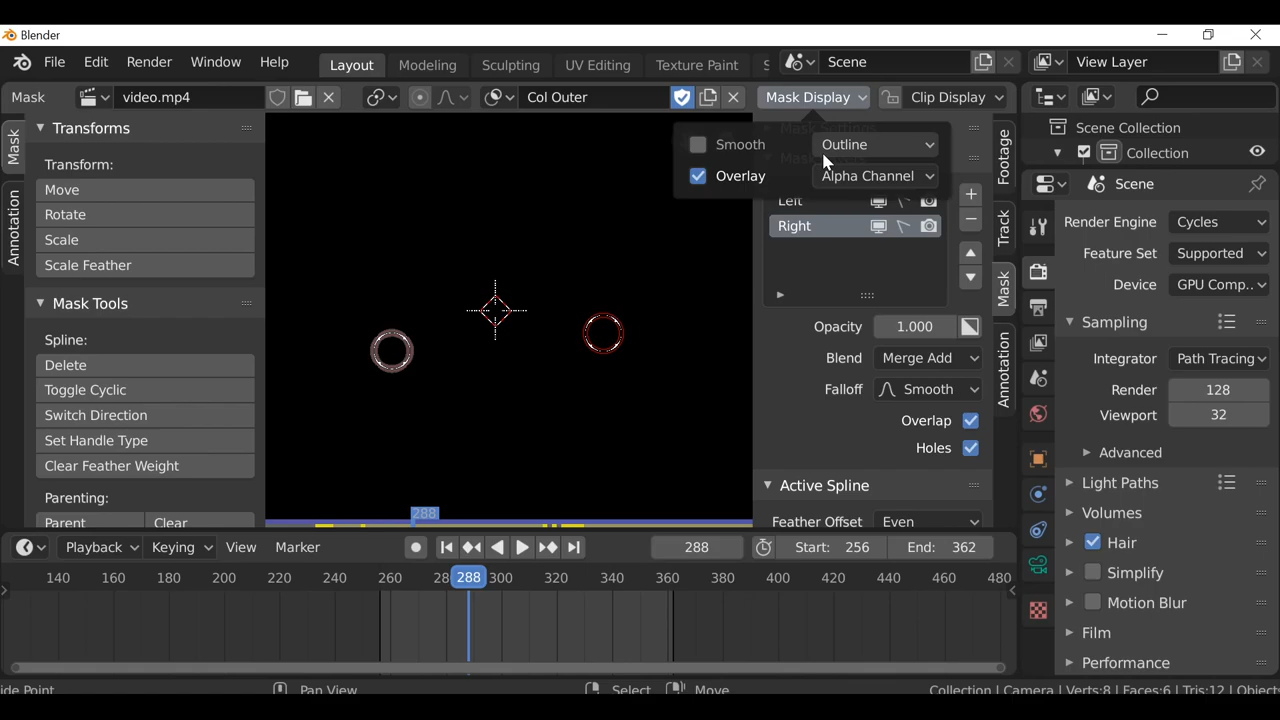 Blender
File Edit Render Window Help Layout Modeling Sculpting UV Editing Texture Paint S Scene View Layer
Mask video.mp4 Col Outer Mask Display Clip Display
Transforms
Transform:
Move
Rotate
Scale
Scale Feather
Mask Tools
Spline:
Delete
Toggle Cyclic
Switch Direction
Set Handle Type
Clear Feather Weight
Parenting:
Parent Clear
Mask
Annotation
Smooth Outline
Overlay Alpha Channel
Left
Right
Opacity 1.000
Blend Merge Add
Falloff Smooth
Overlap
Holes
Active Spline
Feather Offset Even
Footage
Track
Mask
Annotation
Scene Collection
Collection
Scene
Render Engine Cycles
Feature Set Supported
Device GPU Comp..
Sampling
Integrator Path Tracing
Render 128
Viewport 32
Advanced
Light Paths
Volumes
Hair
Simplify
Motion Blur
Film
Performance
288
Playback Keying View Marker 288 Start: 256 End: 362
140 160 180 200 220 240 260 28 288 300 320 340 360 380 400 420 440 460 480
ide Point Pan View Select Move Collection | Camera | Verts:8 | Faces:6 | Tris:12 | Objects